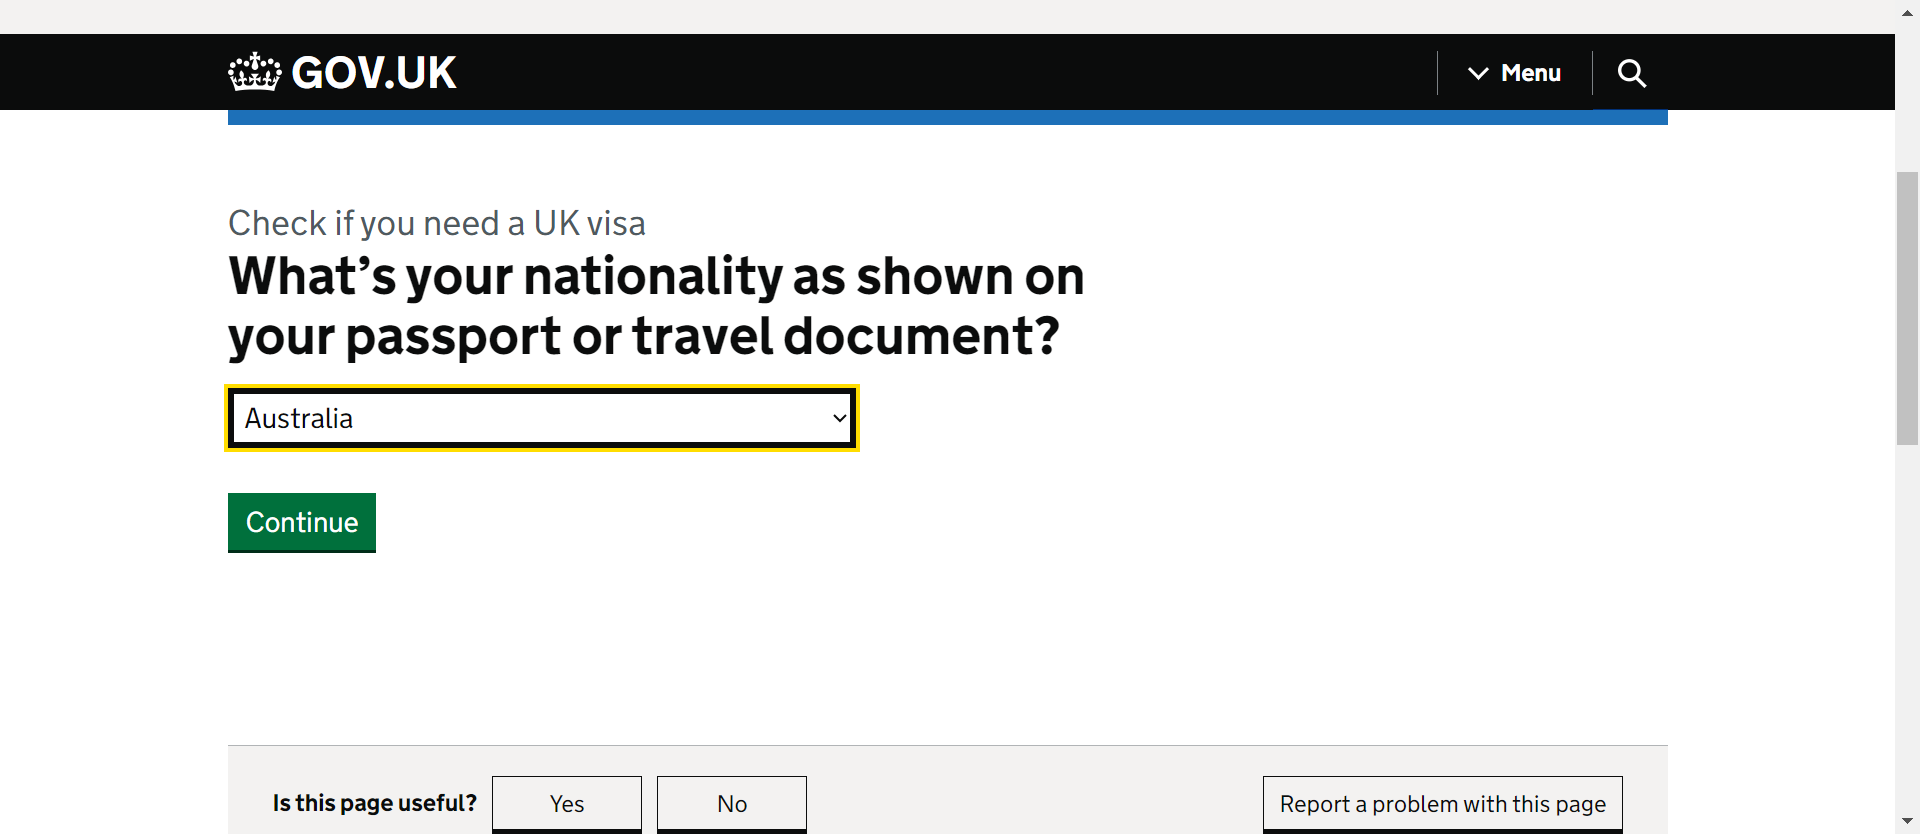 GOV.UK
Menu
Check if you need a UK visa
What’s your nationality as shown on
your passport or travel document?
Australia
Continue
Is this page useful?
Yes
No
Report a problem with this page